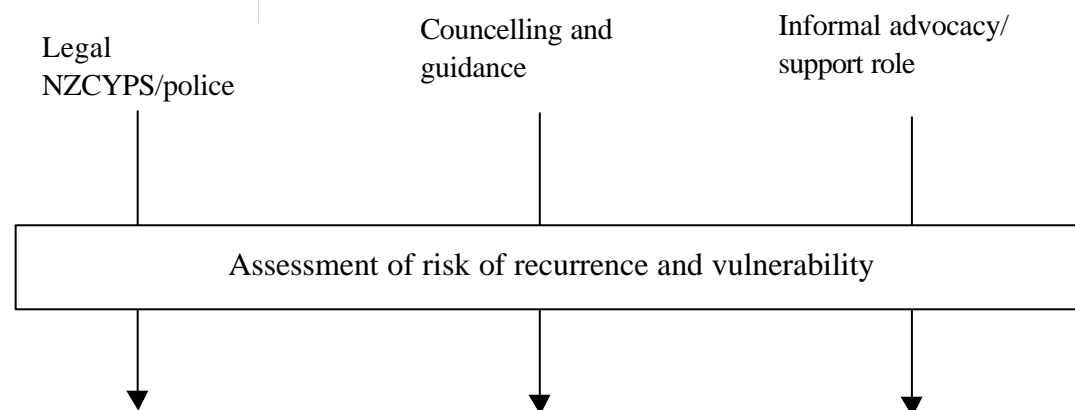 Legal
NZCYPS/police
Councelling and
guidance
Informal advocacy/
support role
Assessment of risk of recurrence and vulnerability